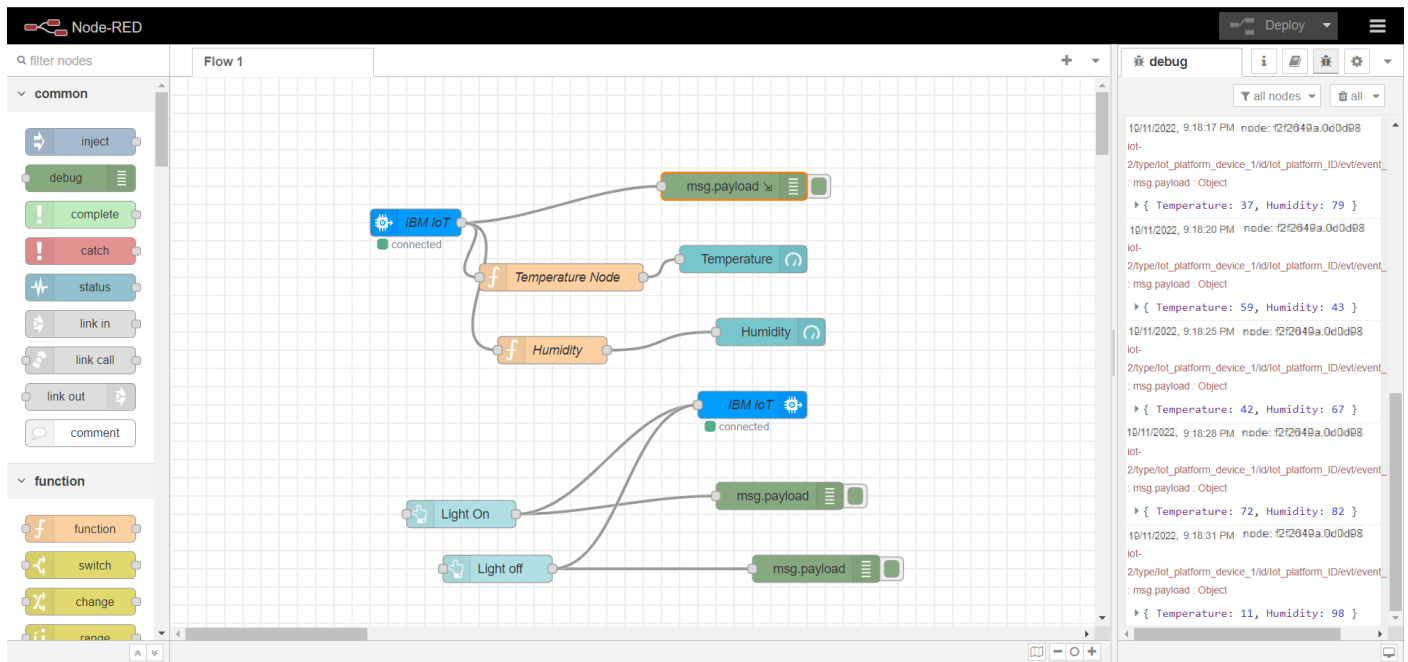 Node-RED
Deploy
filter nodes
Flow 1
debug
i
all nodes
all
common
inject
debug
complete
catch
status
link in
link call
link out
comment
function
function
switch
change
range
msg.payload
IBM IoT
connected
Temperature
Temperature Node
Humidity
Humidity
IBM IoT
connected
msg.payload
Light On
Light off
msg.payload
19/11/2022, 9:18:17 PM node: f2f2649a.0d0d98
iot-
2/type/Iot_platform_device_1/id/Iot_platform_ID/evt/event_
: msg.payload : Object
{ Temperature: 37, Humidity: 79 }
19/11/2022, 9:18:20 PM node: f2f2649a.0d0d98
iot-
2/type/Iot_platform_device_1/id/Iot_platform_ID/evt/event_
: msg.payload : Object
{ Temperature: 59, Humidity: 43 }
19/11/2022, 9:18:25 PM node: f2f2649a.0d0d98
iot-
2/type/Iot_platform_device_1/id/Iot_platform_ID/evt/event_
: msg.payload : Object
{ Temperature: 42, Humidity: 67 }
19/11/2022, 9:18:28 PM node: f2f2649a.0d0d98
iot-
2/type/Iot_platform_device_1/id/Iot_platform_ID/evt/event_
: msg.payload : Object
{ Temperature: 72, Humidity: 82 }
19/11/2022, 9:18:31 PM node: f2f2649a.0d0d98
iot-
2/type/Iot_platform_device_1/id/Iot_platform_ID/evt/event_
: msg.payload : Object
{ Temperature: 11, Humidity: 98 }